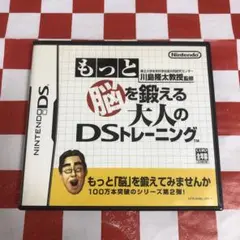 Nintendo
東北大学未来科学技術共同研究センター
川島隆太教授監修
もっと
脳を鍛える
大人の
DSトレーニング
NINTENDO DS
もっと「脳」を鍛えてみませんか
100万本突破のシリーズ第2弾!